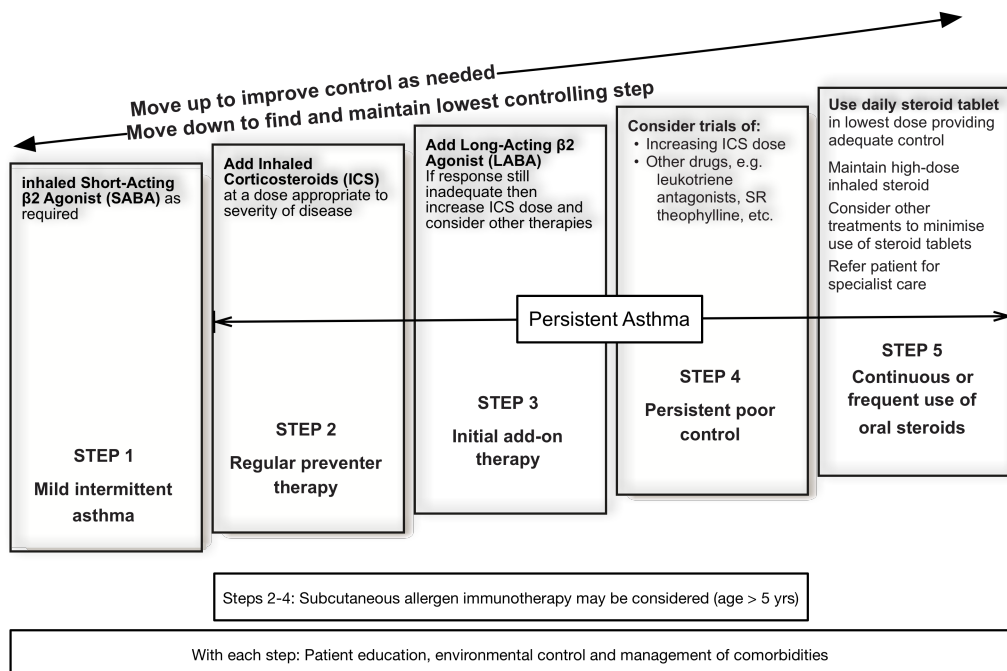 Move up to improve control as needed
Move down to find and maintain lowest controlling step
inhaled Short-Acting
β2 Agonist (SABA) as
required
STEP 1
Mild intermittent
asthma
Add Inhaled
Corticosteroids (ICS)
at a dose appropriate to
severity of disease
STEP 2
Regular preventer
therapy
Add Long-Acting β2
Agonist (LABA)
If response still
inadequate then
increase ICS dose and
consider other therapies
STEP 3
Initial add-on
therapy
Consider trials of:
• Increasing ICS dose
• Other drugs, e.g.
leukotriene
antagonists, SR
theophylline, etc.
STEP 4
Persistent poor
control
Use daily steroid tablet
in lowest dose providing
adequate control
Maintain high-dose
inhaled steroid
Consider other
treatments to minimise
use of steroid tablets
Refer patient for
specialist care
STEP 5
Continuous or
frequent use of
oral steroids
Persistent Asthma
Steps 2-4: Subcutaneous allergen immunotherapy may be considered (age > 5 yrs)
With each step: Patient education, environmental control and management of comorbidities